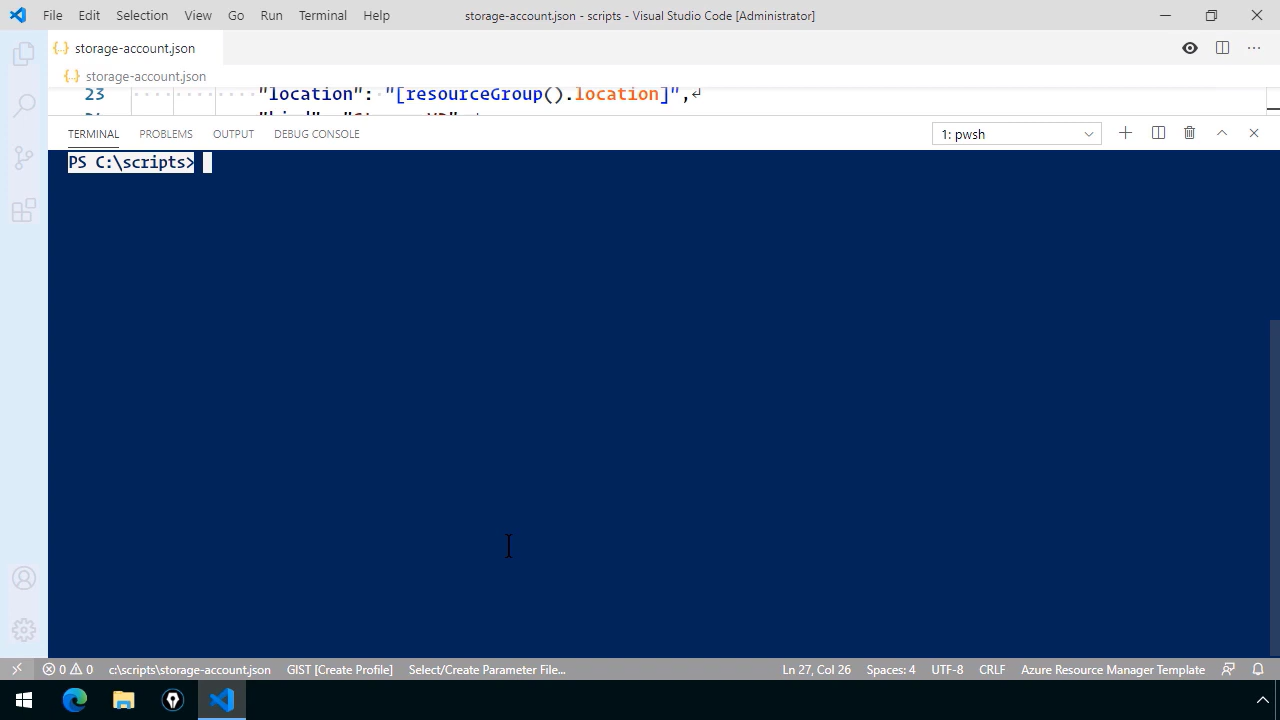 File Edit Selection View Go Run Terminal Help storage-account.json - scripts - Visual Studio Code [Administrator]
{..} storage-account.json
{..} storage-account.json
23 "location": "[resourceGroup().location]",
TERMINAL PROBLEMS OUTPUT DEBUG CONSOLE 1: pwsh
PS C:\scripts>
0 0 c:\scripts\storage-account.json GIST [Create Profile] Select/Create Parameter File... Ln 27, Col 26 Spaces: 4 UTF-8 CRLF Azure Resource Manager Template